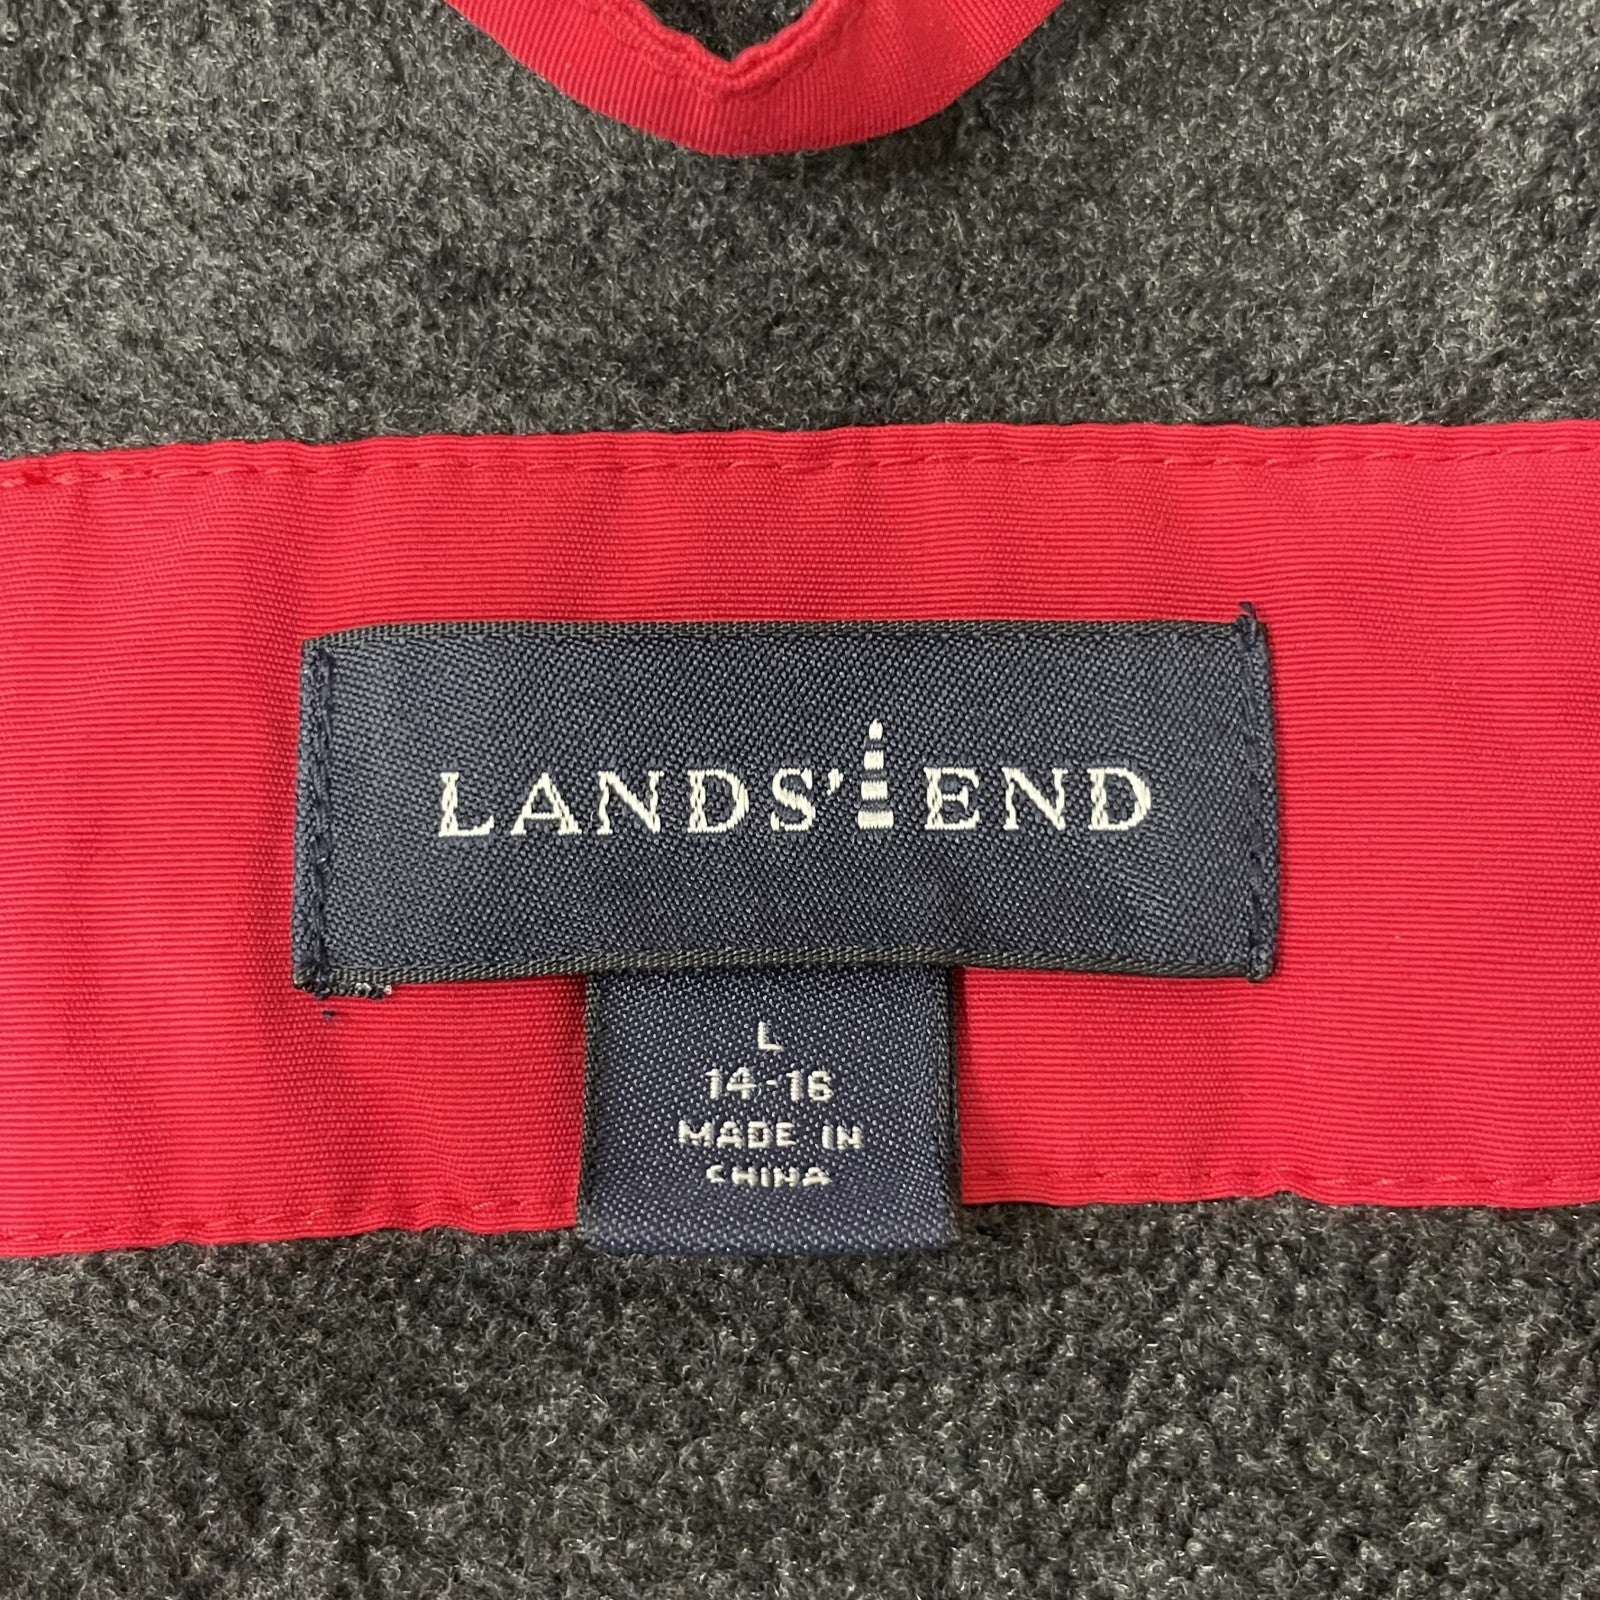 LANDS' END
L
14-16
MADE IN
CHINA